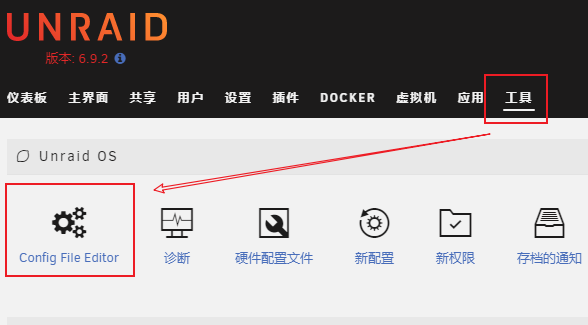 UNRAID
版本: 6.9.2
仪表板 主界面 共享 用户 设置 插件 DOCKER 虚拟机 应用 工具
Unraid OS
Config File Editor 诊断 硬件配置文件 新配置 新权限 存档的通知